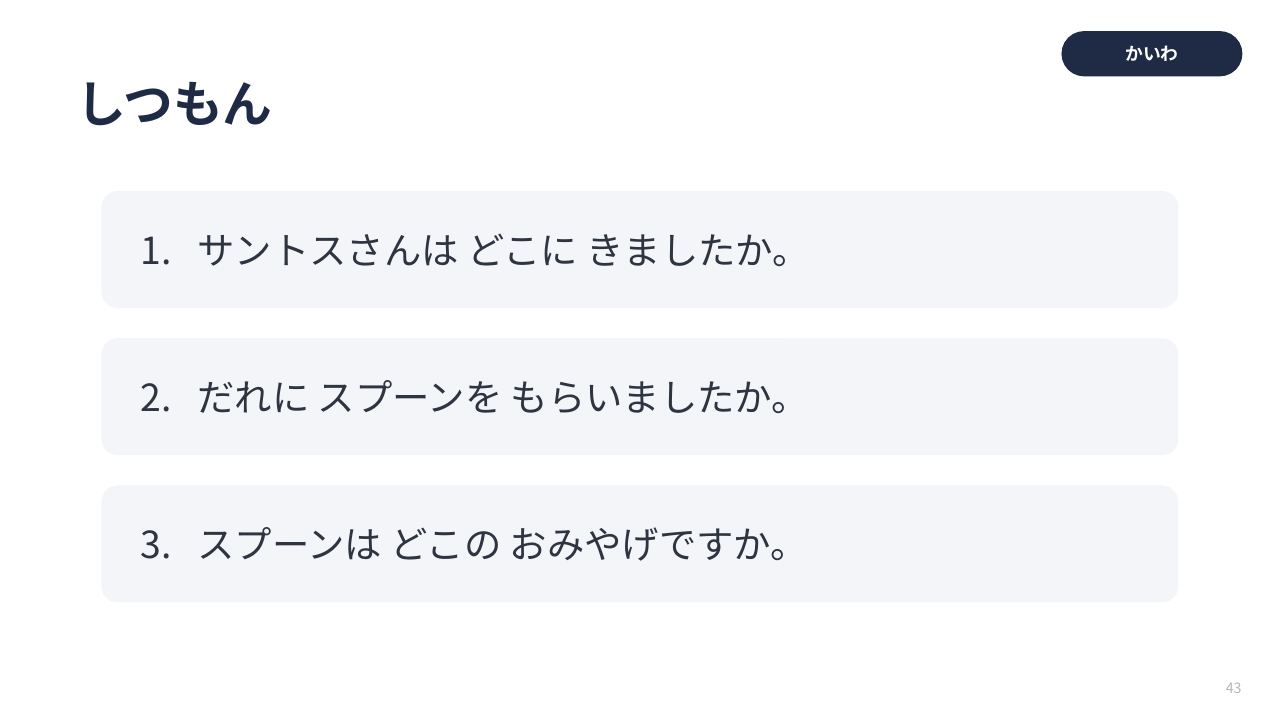 かいわ
しつもん
1. サントスさんは どこに きましたか。
2. だれに スプーンを もらいましたか。
3. スプーンは どこの おみやげですか。
43